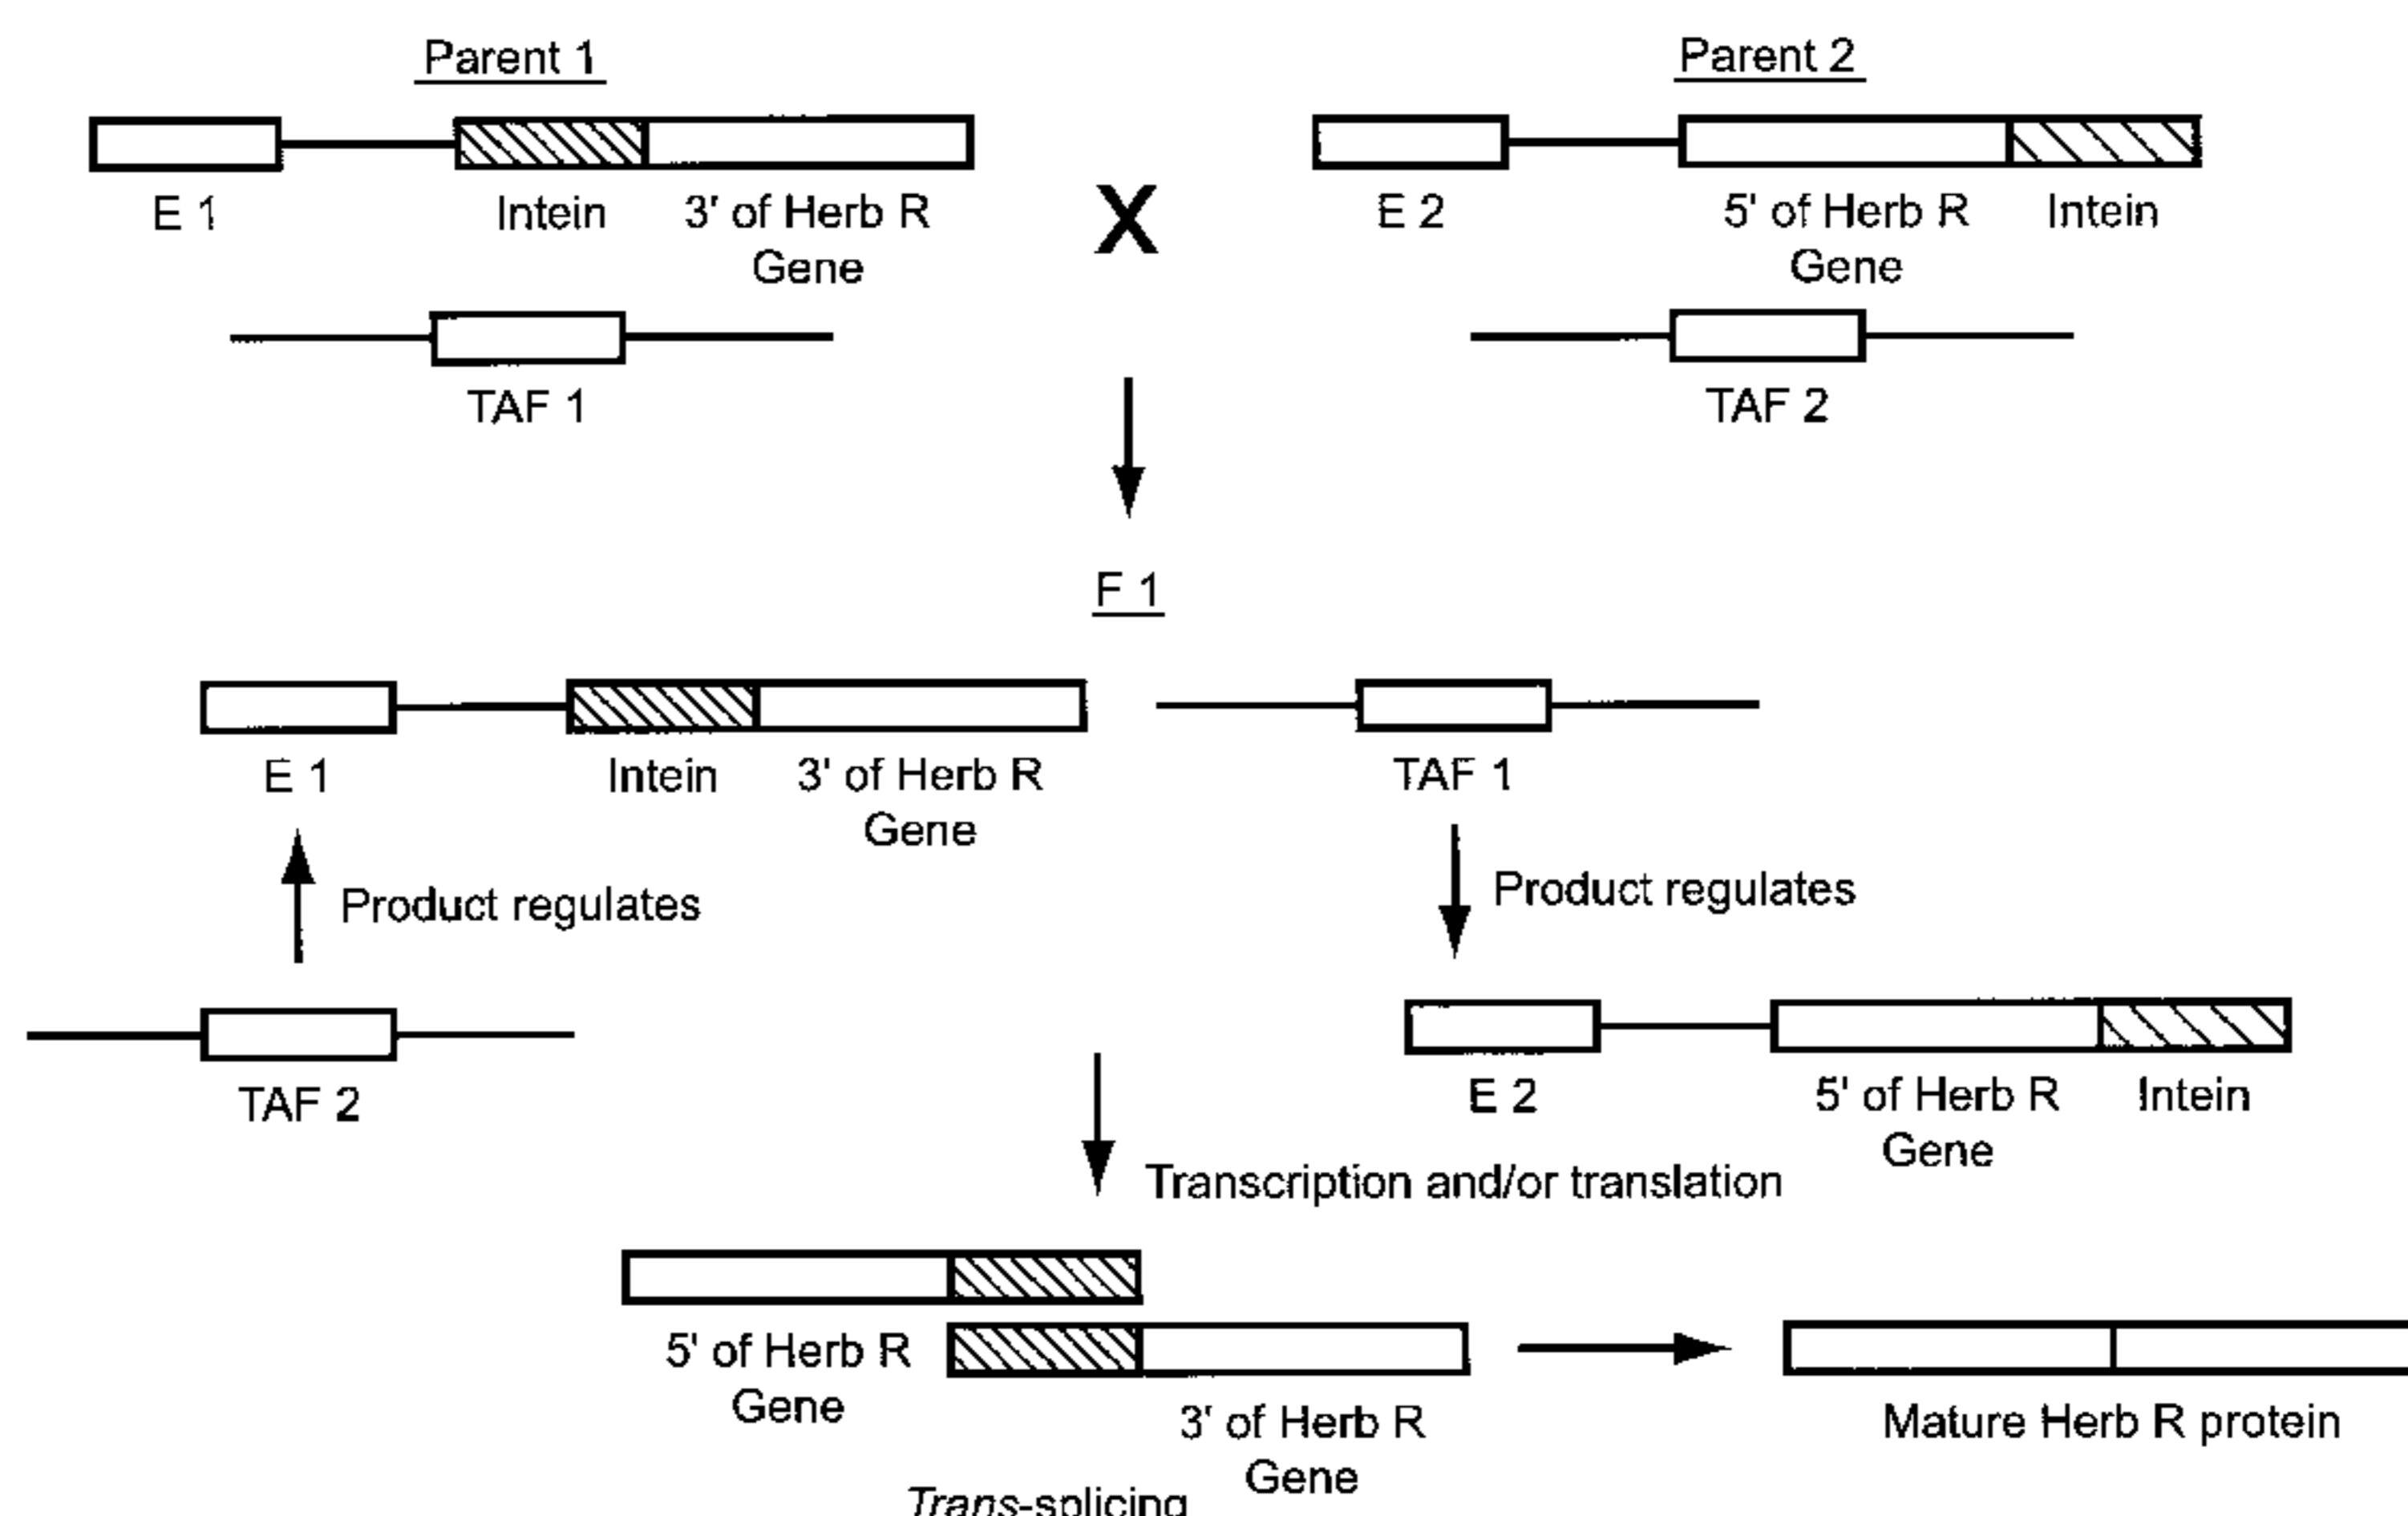 Parent 1
Parent 2
E 1
Intein
3' of Herb R
Gene
X
E 2
5' of Herb R
Gene
Intein
TAF 1
TAF 2
F 1
E 1
Intein
3' of Herb R
Gene
TAF 1
Product regulates
Product regulates
TAF 2
E 2
5' of Herb R
Gene
Intein
Transcription and/or translation
5' of Herb R
Gene
3' of Herb R
Gene
Mature Herb R protein
Trans-splicing